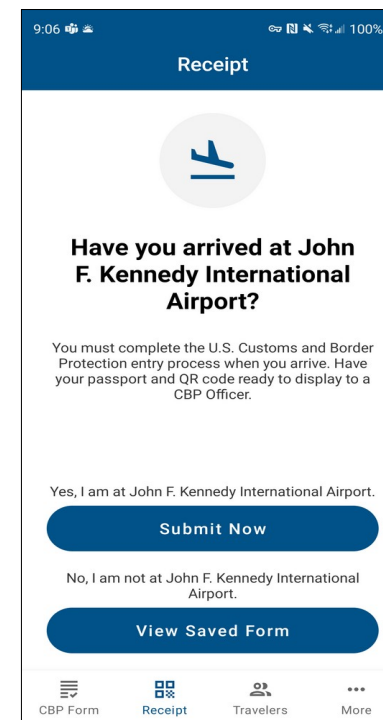 9:06
100%
Receipt
Have you arrived at John
F. Kennedy International
Airport?
You must complete the U.S. Customs and Border
Protection entry process when you arrive. Have
your passport and QR code ready to display to a
CBP Officer.
Yes, I am at John F. Kennedy International Airport.
Submit Now
No, I am not at John F. Kennedy International
Airport.
View Saved Form
CBP Form Receipt Travelers More